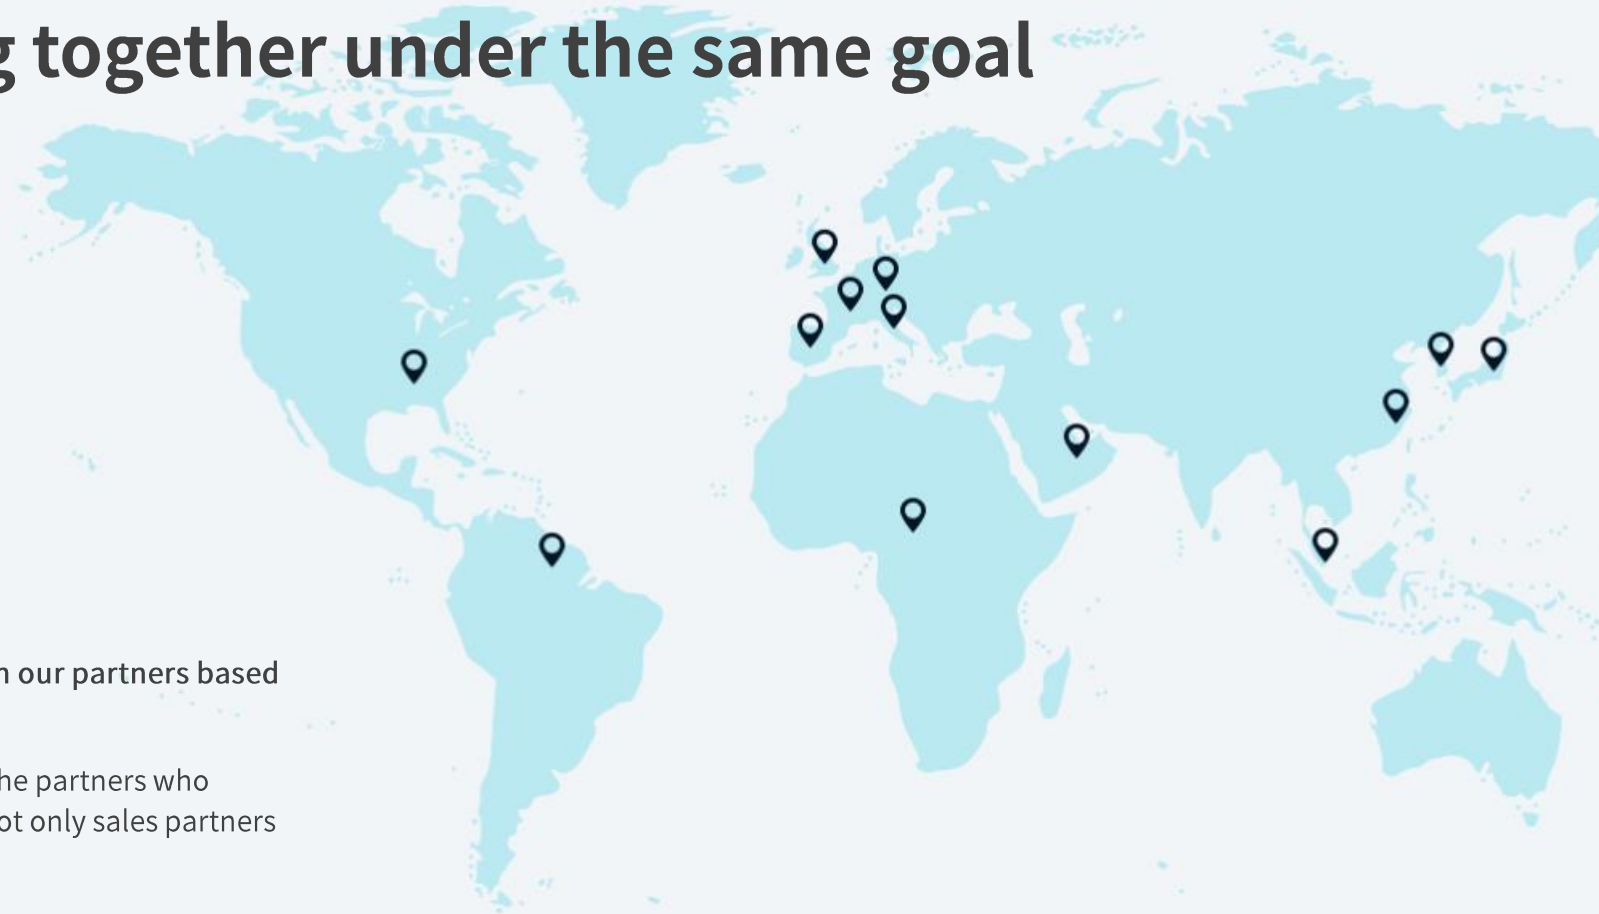 g together under the same goal
our partners based
he partners who
ot only sales partners